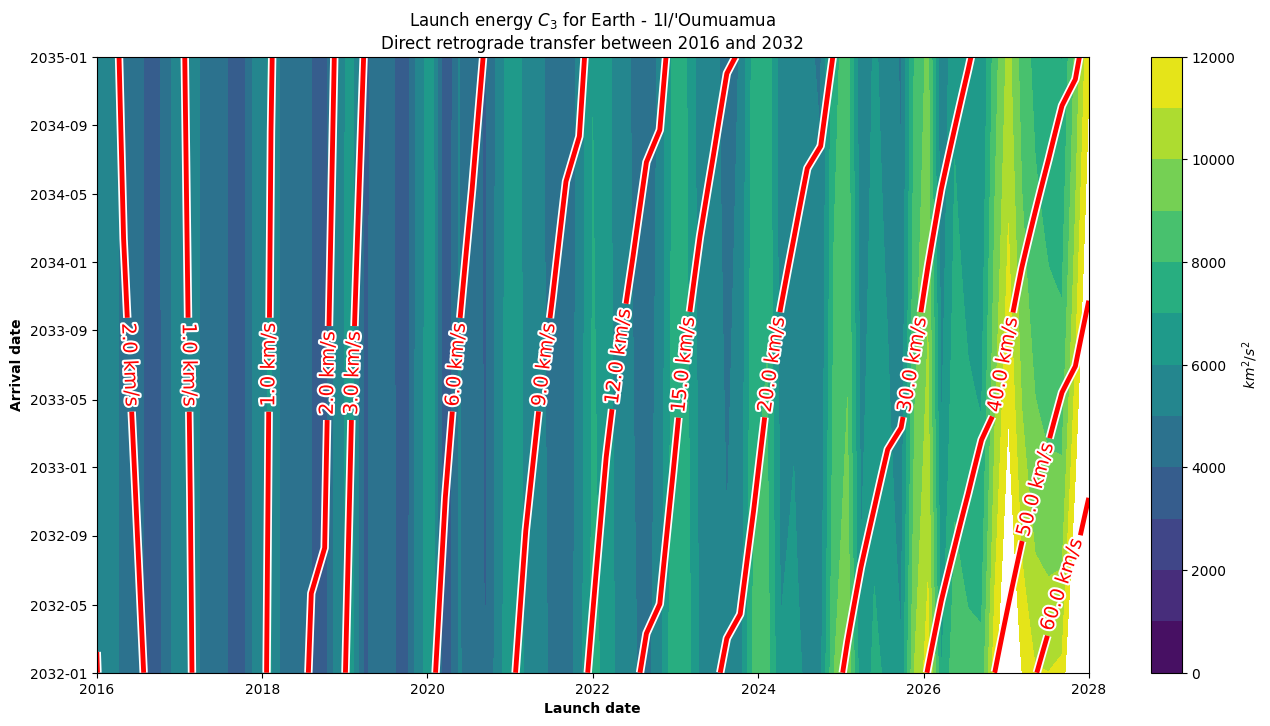 Launch energy $C_3$ for Earth - 1I/'Oumuamua
Direct retrograde transfer between 2016 and 2032
2035-01
2034-09
2034-05
2034-01
2033-09
2033-05
2033-01
2032-09
2032-05
2032-01
Arrival date
2.0 km/s
1.0 km/s
1.0 km/s
2.0 km/s
3.0 km/s
6.0 km/s
9.0 km/s
12.0 km/s
15.0 km/s
20.0 km/s
30.0 km/s
40.0 km/s
50.0 km/s
60.0 km/s
2016
2018
2020
2022
2024
2026
2028
Launch date
12000
10000
8000
6000
4000
2000
0
km²/s²